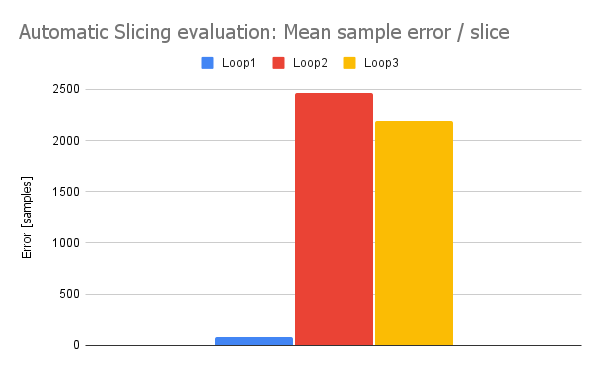 Automatic Slicing evaluation: Mean sample error / slice
Loop1 Loop2 Loop3
2500
2000
1500
1000
500
0
Error [samples]